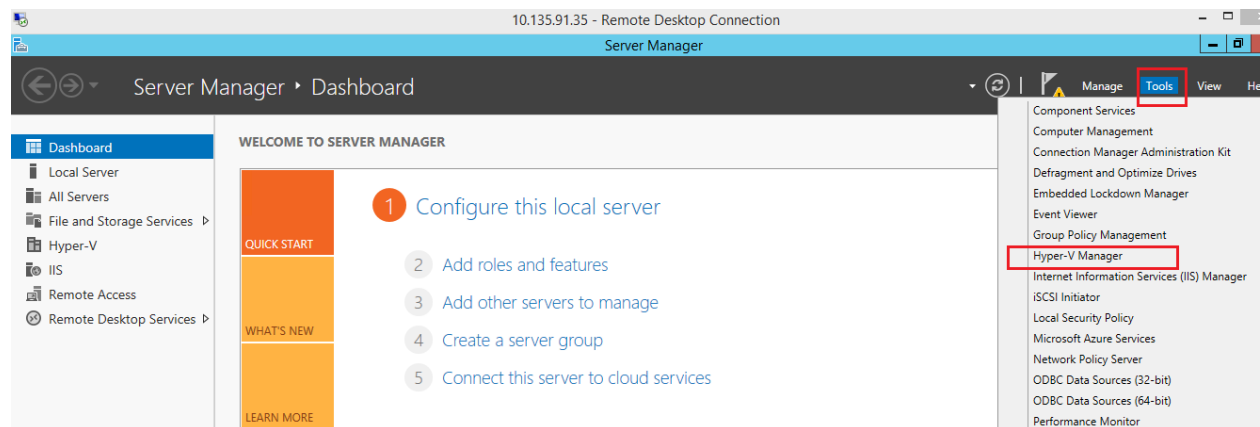 10.135.91.35 - Remote Desktop Connection
Server Manager
Server Manager Dashboard
Manage Tools View He
Dashboard
Local Server
All Servers
File and Storage Services
Hyper-V
IIS
Remote Access
Remote Desktop Services
WELCOME TO SERVER MANAGER
QUICK START
WHAT'S NEW
LEARN MORE
1 Configure this local server
2 Add roles and features
3 Add other servers to manage
4 Create a server group
5 Connect this server to cloud services
Component Services
Computer Management
Connection Manager Administration Kit
Defragment and Optimize Drives
Embedded Lockdown Manager
Event Viewer
Group Policy Management
Hyper-V Manager
Internet Information Services (IIS) Manager
iSCSI Initiator
Local Security Policy
Microsoft Azure Services
Network Policy Server
ODBC Data Sources (32-bit)
ODBC Data Sources (64-bit)
Performance Monitor